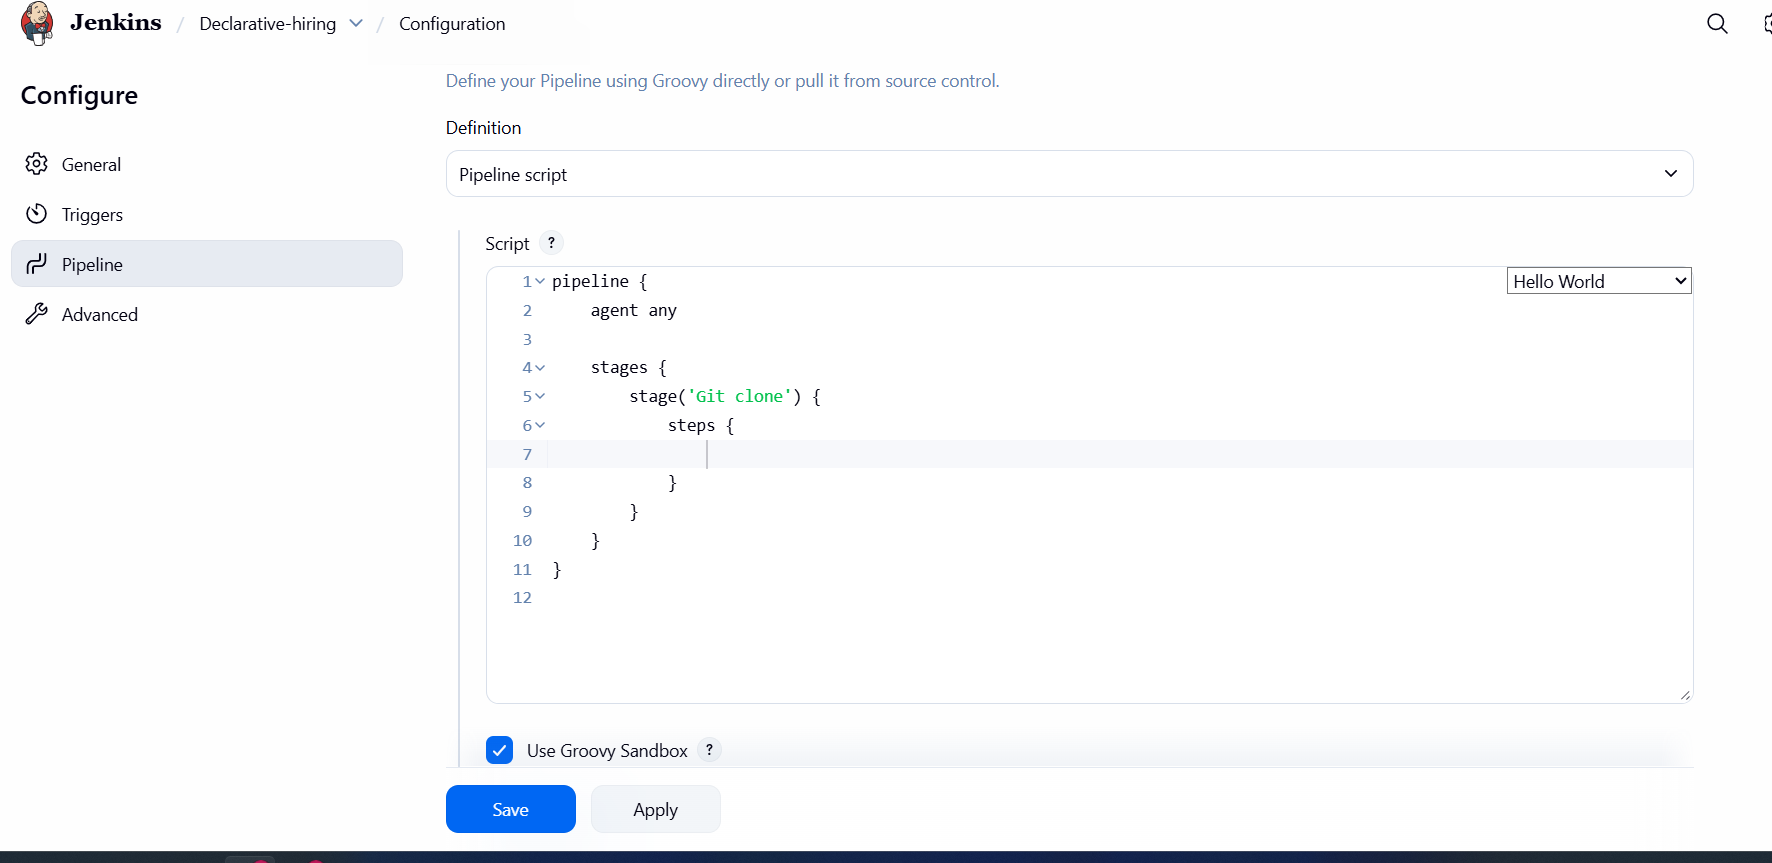 Jenkins / Declarative-hiring / Configuration
Configure
General
Triggers
Pipeline
Advanced
Define your Pipeline using Groovy directly or pull it from source control.
Definition
Pipeline script
Script ?
Hello World
1 pipeline {
2     agent any
3
4     stages {
5         stage('Git clone') {
6             steps {
7
8             }
9         }
10     }
11 }
12
Use Groovy Sandbox ?
Save
Apply